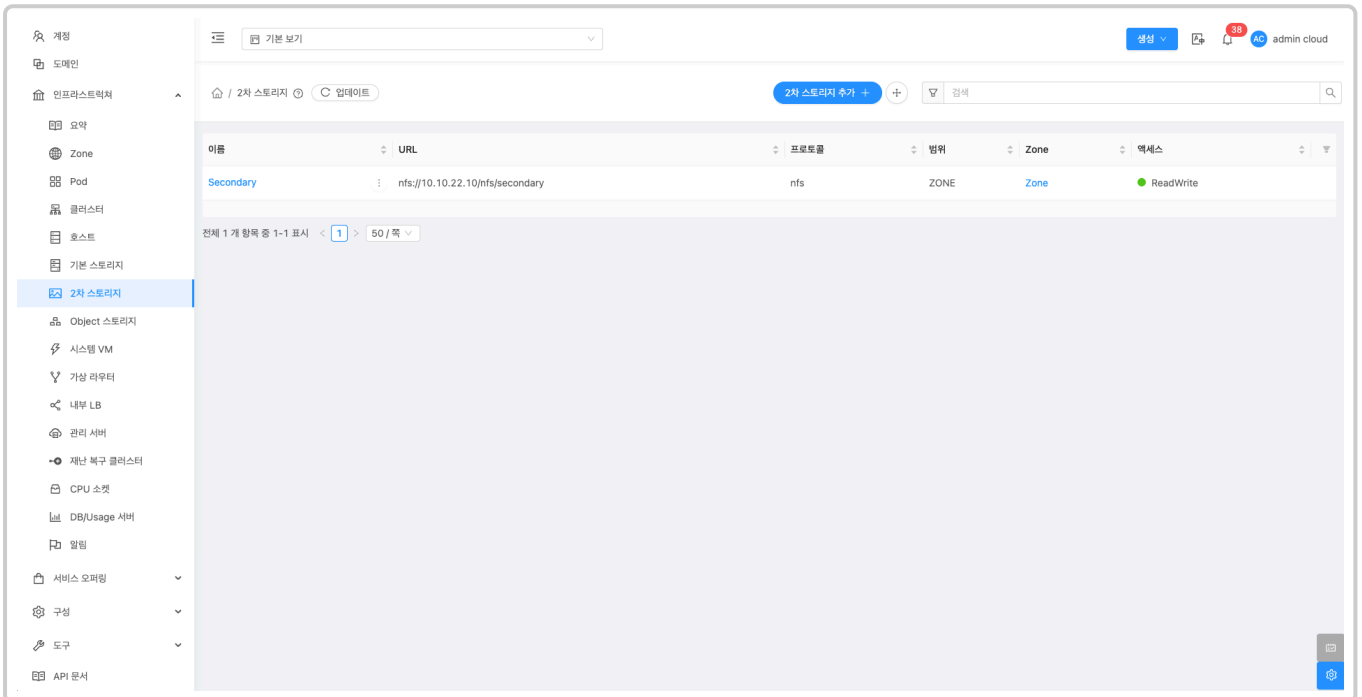 계정
도메인
인프라스트럭쳐
요약
Zone
Pod
클러스터
호스트
기본 스토리지
2차 스토리지
Object 스토리지
시스템 VM
가상 라우터
내부 LB
관리 서버
재난 복구 클러스터
CPU 소켓
DB/Usage 서버
알림
서비스 오퍼링
구성
도구
API 문서
기본 보기
생성
38
AC admin cloud
/ 2차 스토리지 업데이트
2차 스토리지 추가
검색
이름 URL 프로토콜 범위 Zone 액세스
Secondary nfs://10.10.22.10/nfs/secondary nfs ZONE Zone ReadWrite
전체 1 개 항목 중 1-1 표시 < 1 > 50 / 쪽